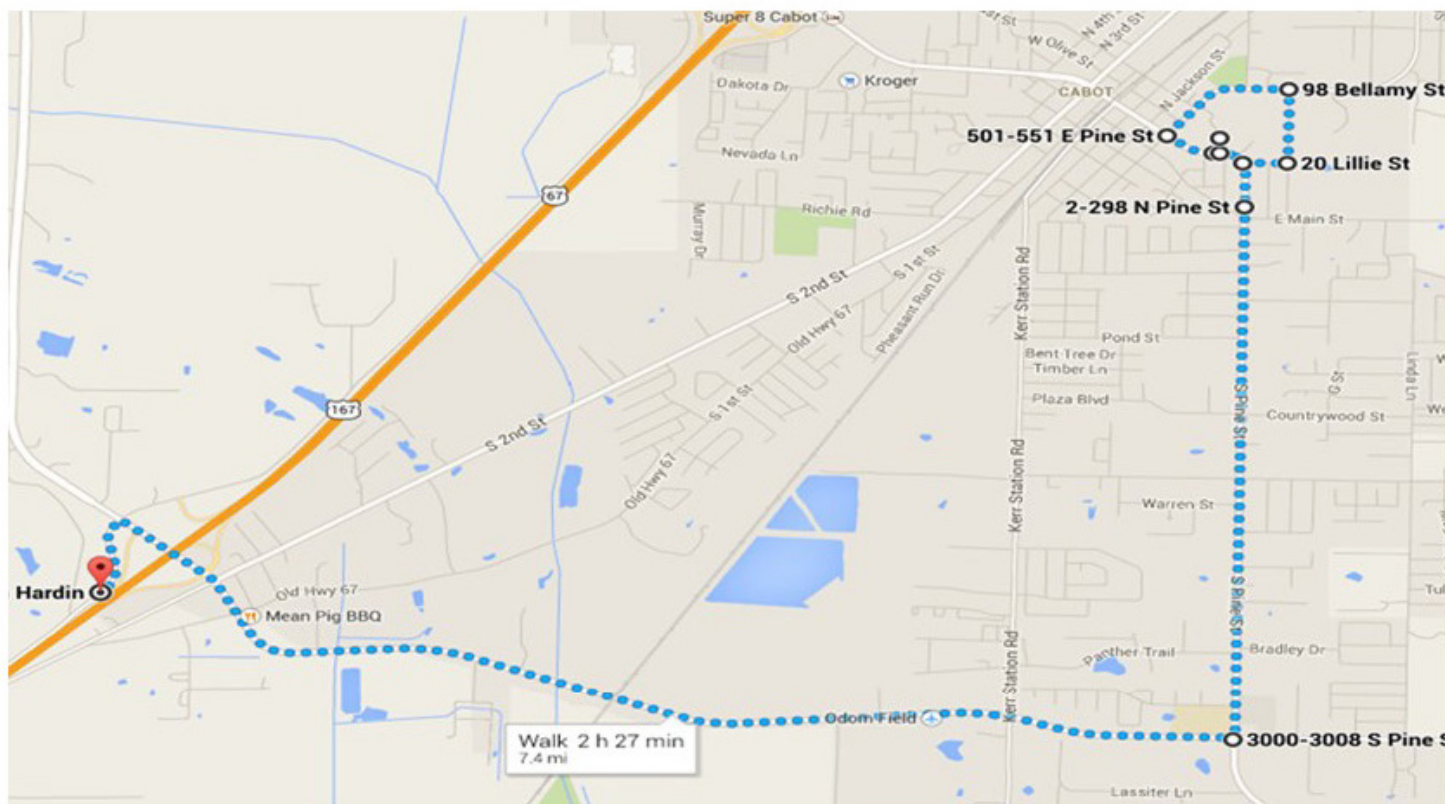 Super 8 Cabot
N 4th S
N 3rd St
W Olive St
N Jackson St
Dakota Dr
Kroger
CABOT
98 Bellamy St
501-551 E Pine St
Nevada Ln
20 Lillie St
67
Richie Rd
2-298 N Pine St
E Main St
Murray Dr
S 1st St
S 2nd St
Pheasant Run Dr
Kerr Station Rd
Old Hwy 67
Pond St
Bent Tree Dr
Timber Ln
Linda Ln
G St
S 1st St
Plaza Blvd
S Pine St
Countrywood St
167
S 2nd St
Old Hwy 67
Kerr Station Rd
Warren St
Hardin
Old Hwy 67
S Pine St
Mean Pig BBQ
Kerr Station Rd
Panther Trail
Bradley Dr
Odom Field
Walk 2 h 27 min
7.4 mi
3000-3008 S Pine S
Lassiter Ln